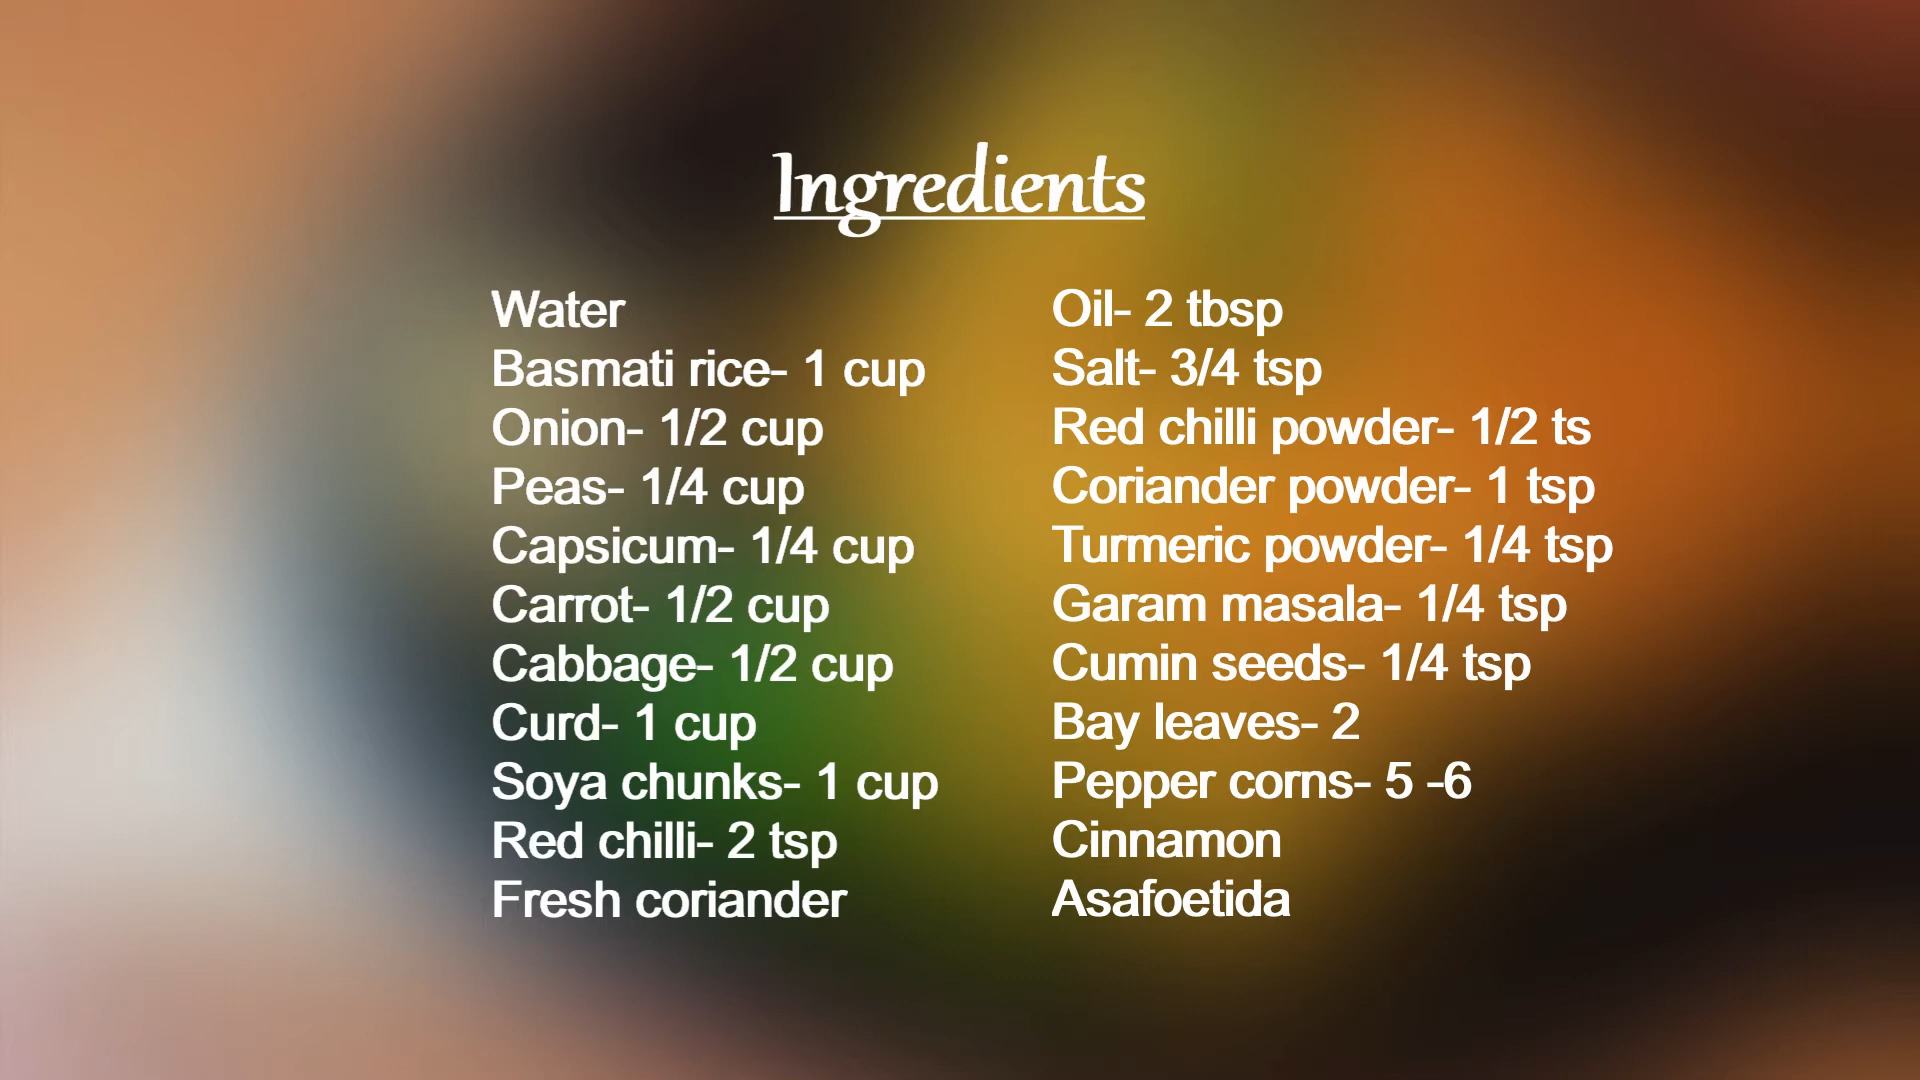 Ingredients
Water
Basmati rice- 1 cup
Onion- 1/2 cup
Peas- 1/4 cup
Capsicum- 1/4 cup
Carrot- 1/2 cup
Cabbage- 1/2 cup
Curd- 1 cup
Soya chunks- 1 cup
Red chilli- 2 tsp
Fresh coriander
Oil- 2 tbsp
Salt- 3/4 tsp
Red chilli powder- 1/2 ts
Coriander powder- 1 tsp
Turmeric powder- 1/4 tsp
Garam masala- 1/4 tsp
Cumin seeds- 1/4 tsp
Bay leaves- 2
Pepper corns- 5 -6
Cinnamon
Asafoetida